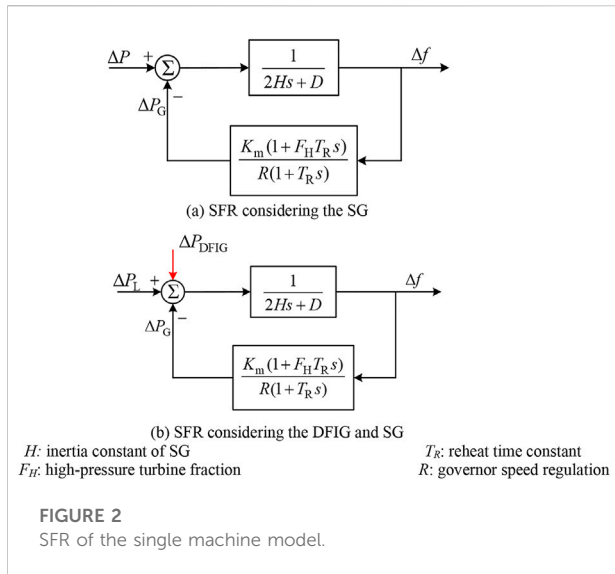 ΔP + Σ 1 / 2Hs + D Δf
ΔP_G −
K_m(1+F_H T_R s) / R(1+T_R s)
(a) SFR considering the SG
ΔP_DFIG
ΔP_L + Σ 1 / 2Hs + D Δf
ΔP_G −
K_m(1+F_H T_R s) / R(1+T_R s)
(b) SFR considering the DFIG and SG
H: inertia constant of SG T_R: reheat time constant
F_H: high-pressure turbine fraction R: governor speed regulation
FIGURE 2
SFR of the single machine model.